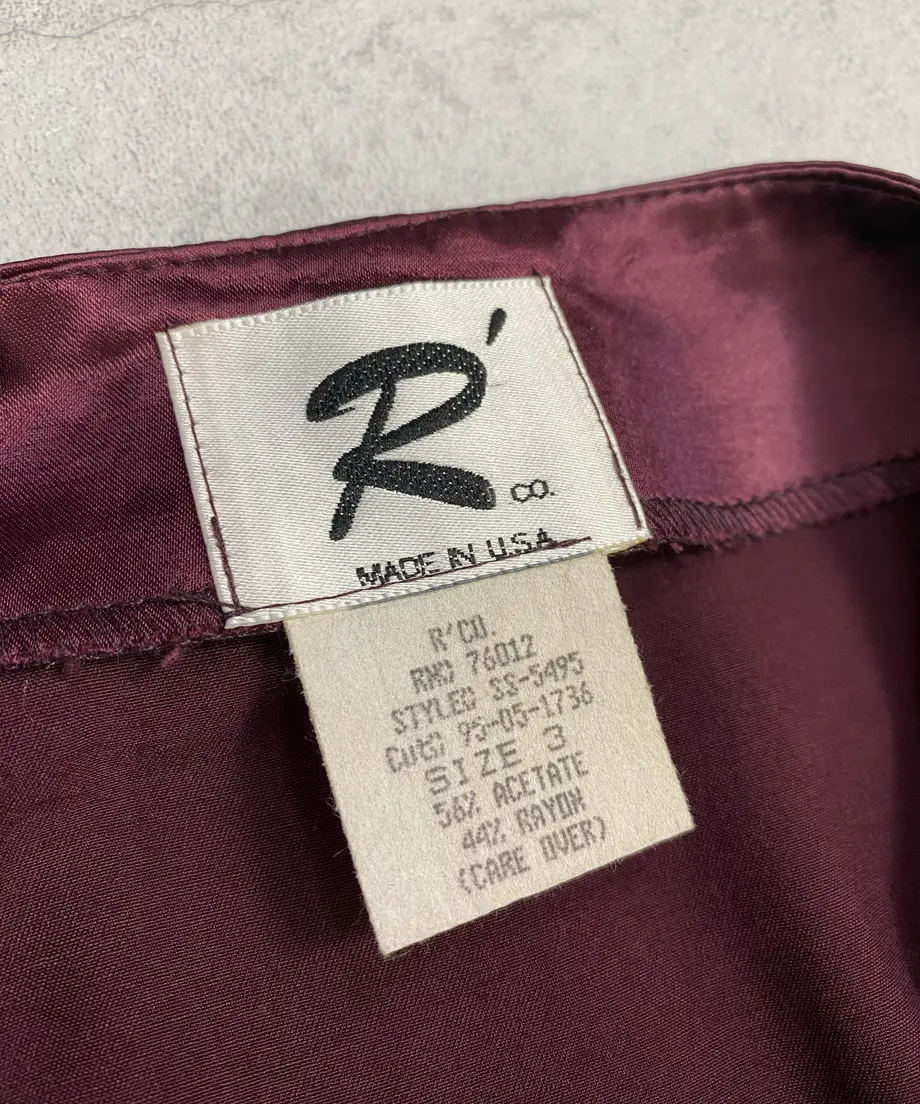 R'
CO.
MADE IN U.S.A.
R'CO.
RN# 76012
STYLE# SS-5495
Cut# 95-05-1736
SIZE 3
56% ACETATE
44% RAYON
(CARE OVER)